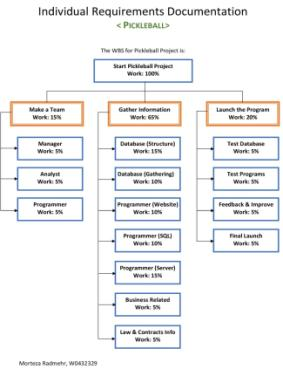 Individual Requirements Documentation
< PICKLEBALL>
The WBS for Pickleball Project is:
Start Pickleball Project
Work: 100%
Make a Team
Work: 15%
Gather Information
Work: 65%
Launch the Program
Work: 20%
Manager
Work: 5%
Database (Structure)
Work: 15%
Test Database
Work: 5%
Analyst
Work: 5%
Database (Gathering)
Work: 10%
Test Programs
Work: 5%
Programmer
Work: 5%
Programmer (Website)
Work: 10%
Feedback & Improve
Work: 5%
Programmer (SQL)
Work: 10%
Final Launch
Work: 5%
Programmer (Server)
Work: 15%
Business Related
Work: 5%
Law & Contracts Info
Work: 5%
Morteza Radmehr, W0432329